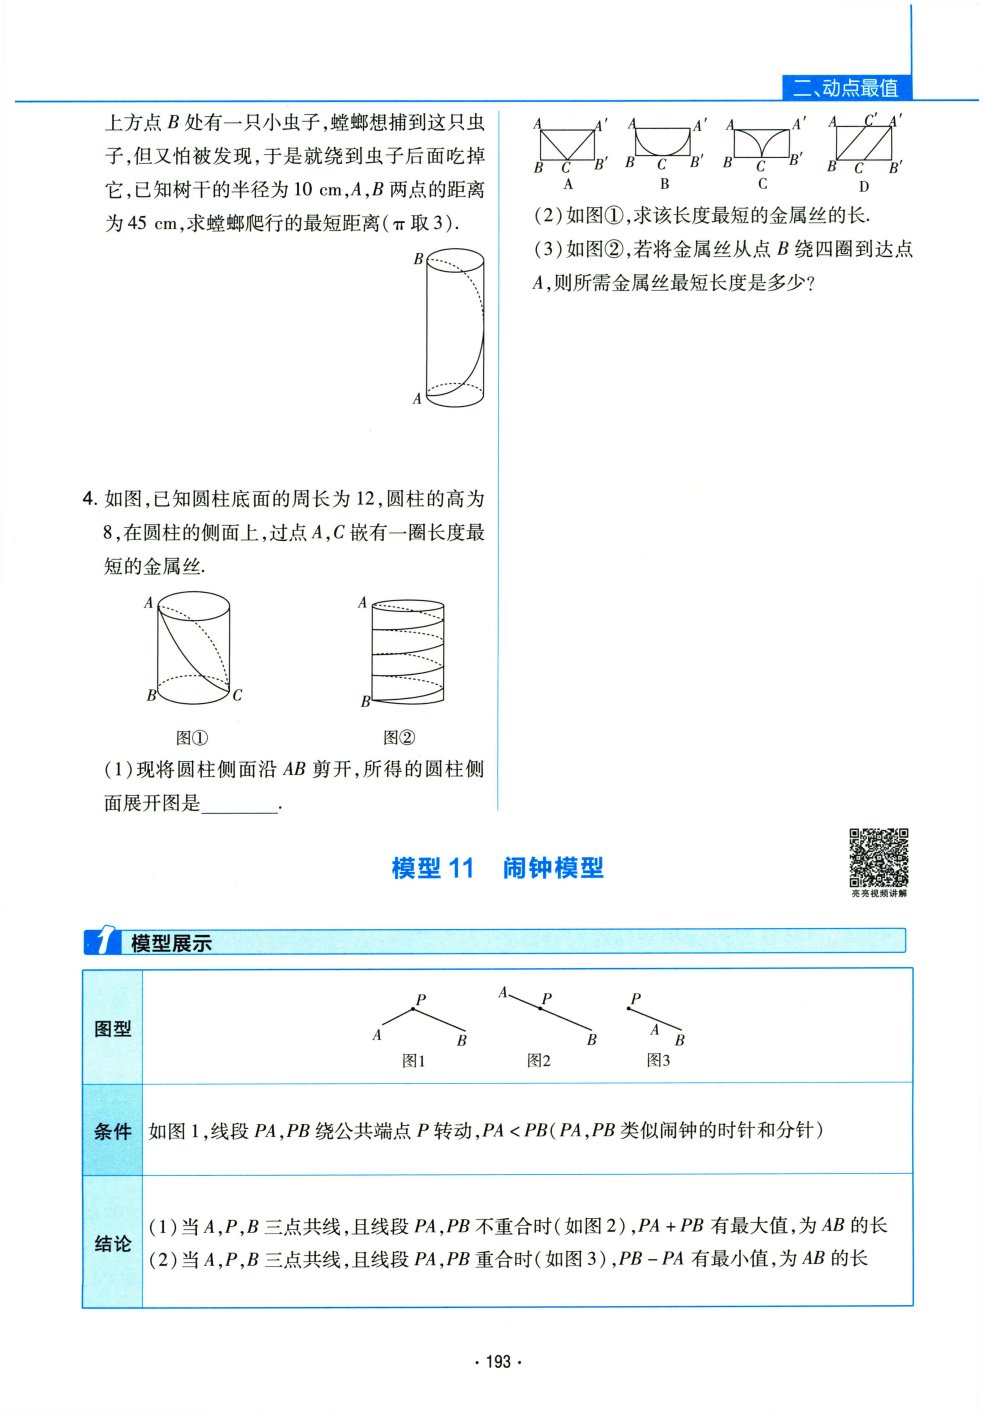 二、动点最值
上方点 B 处有一只小虫子,螳螂想捕到这只虫
子,但又怕被发现,于是就绕到虫子后面吃掉
它,已知树干的半径为 10 cm,A,B 两点的距离
为 45 cm,求螳螂爬行的最短距离(π 取 3).
B
A
4. 如图,已知圆柱底面的周长为 12,圆柱的高为
8,在圆柱的侧面上,过点 A,C 嵌有一圈长度最
短的金属丝.
A
B
C
图①
A
B
图②
(1)现将圆柱侧面沿 AB 剪开,所得的圆柱侧
面展开图是________.
A A′ A A′ A A′ A C′ A′
B C B′ B C B′ B C B′ B C B′
A B C D
(2)如图①,求该长度最短的金属丝的长.
(3)如图②,若将金属丝从点 B 绕四圈到达点
A,则所需金属丝最短长度是多少?
模型 11 闹钟模型
亮亮视频讲解
1 模型展示
图型
P
A B
图1
A P
B
图2
P
A B
图3
条件
如图 1,线段 PA,PB 绕公共端点 P 转动,PA<PB(PA,PB 类似闹钟的时针和分针)
结论
(1)当 A,P,B 三点共线,且线段 PA,PB 不重合时(如图 2),PA+PB 有最大值,为 AB 的长
(2)当 A,P,B 三点共线,且线段 PA,PB 重合时(如图 3),PB-PA 有最小值,为 AB 的长
· 193 ·